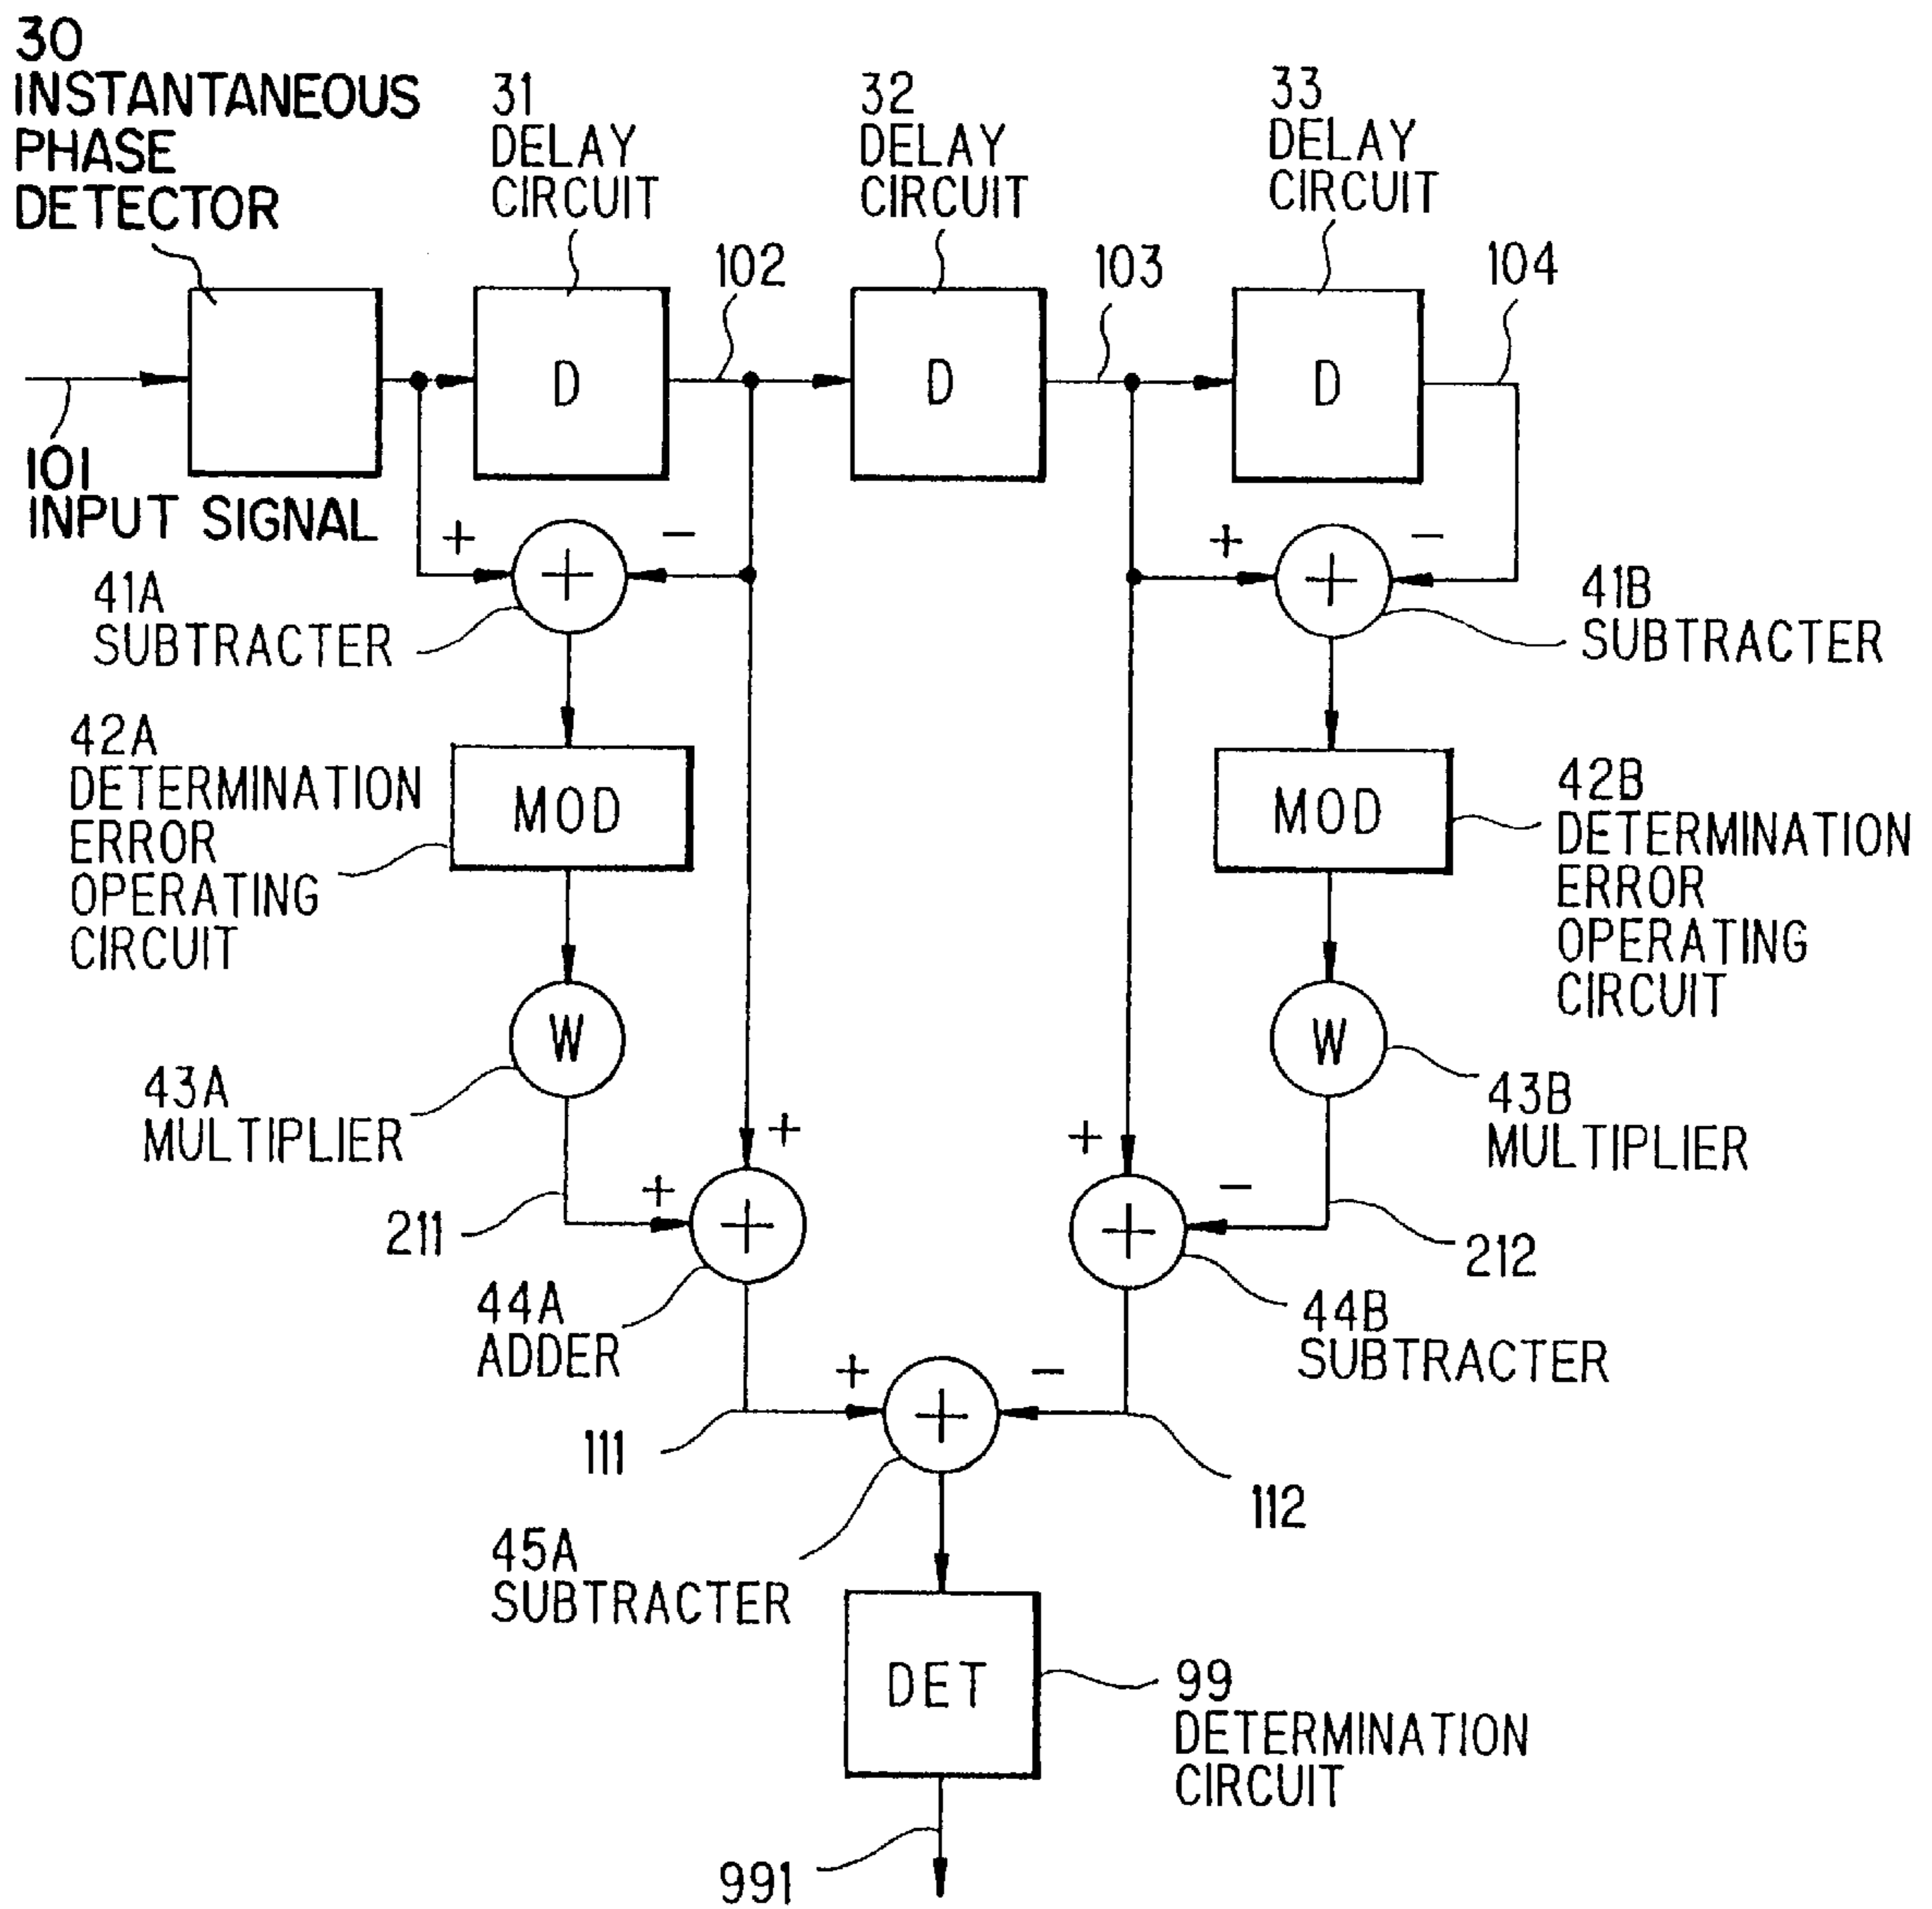 30
INSTANTANEOUS
PHASE
DETECTOR
31
DELAY
CIRCUIT
32
DELAY
CIRCUIT
33
DELAY
CIRCUIT
102
103
104
D
D
D
101
INPUT SIGNAL
+
−
+
−
+
+
41A
SUBTRACTER
41B
SUBTRACTER
42A
DETERMINATION
ERROR
OPERATING
CIRCUIT
MOD
MOD
42B
DETERMINATION
ERROR
OPERATING
CIRCUIT
W
W
43A
MULTIPLIER
43B
MULTIPLIER
+
+
+
−
211
+
+
212
44A
ADDER
44B
SUBTRACTER
+
−
+
111
112
45A
SUBTRACTER
DET
99
DETERMINATION
CIRCUIT
991